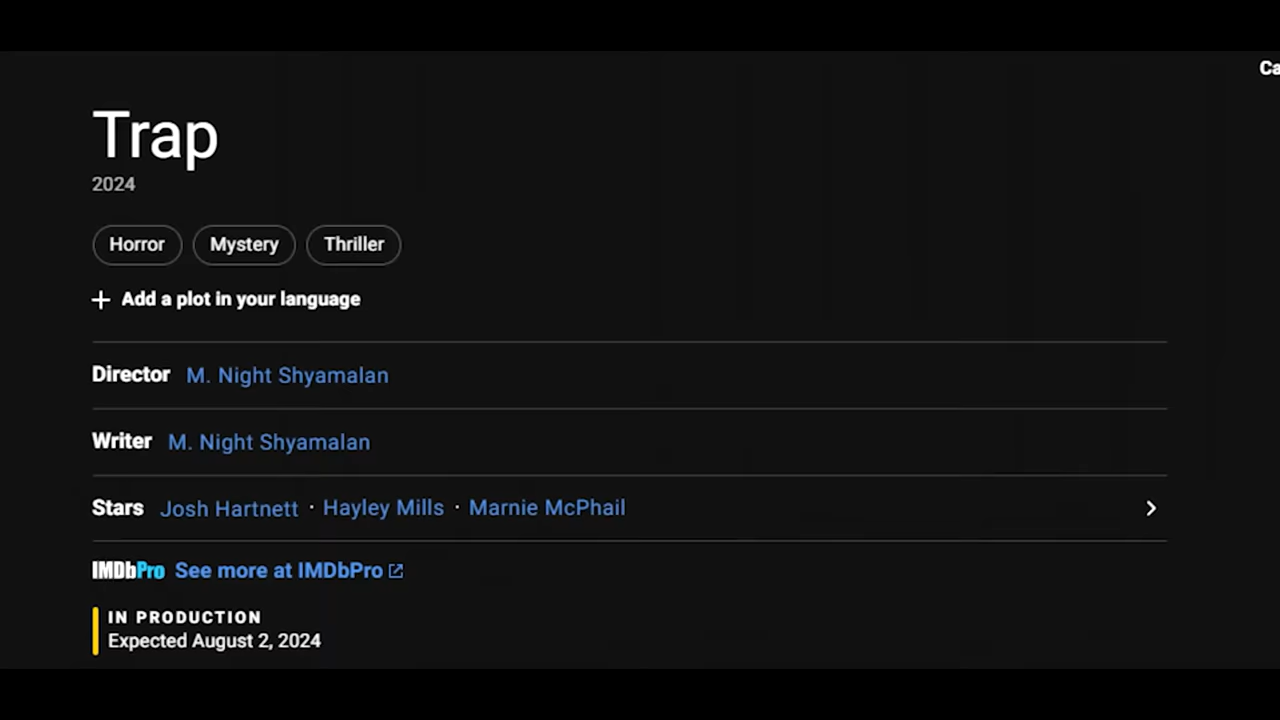 Ca
Trap
2024
Horror Mystery Thriller
+ Add a plot in your language
Director M. Night Shyamalan
Writer M. Night Shyamalan
Stars Josh Hartnett · Hayley Mills · Marnie McPhail
IMDbPro See more at IMDbPro
IN PRODUCTION
Expected August 2, 2024